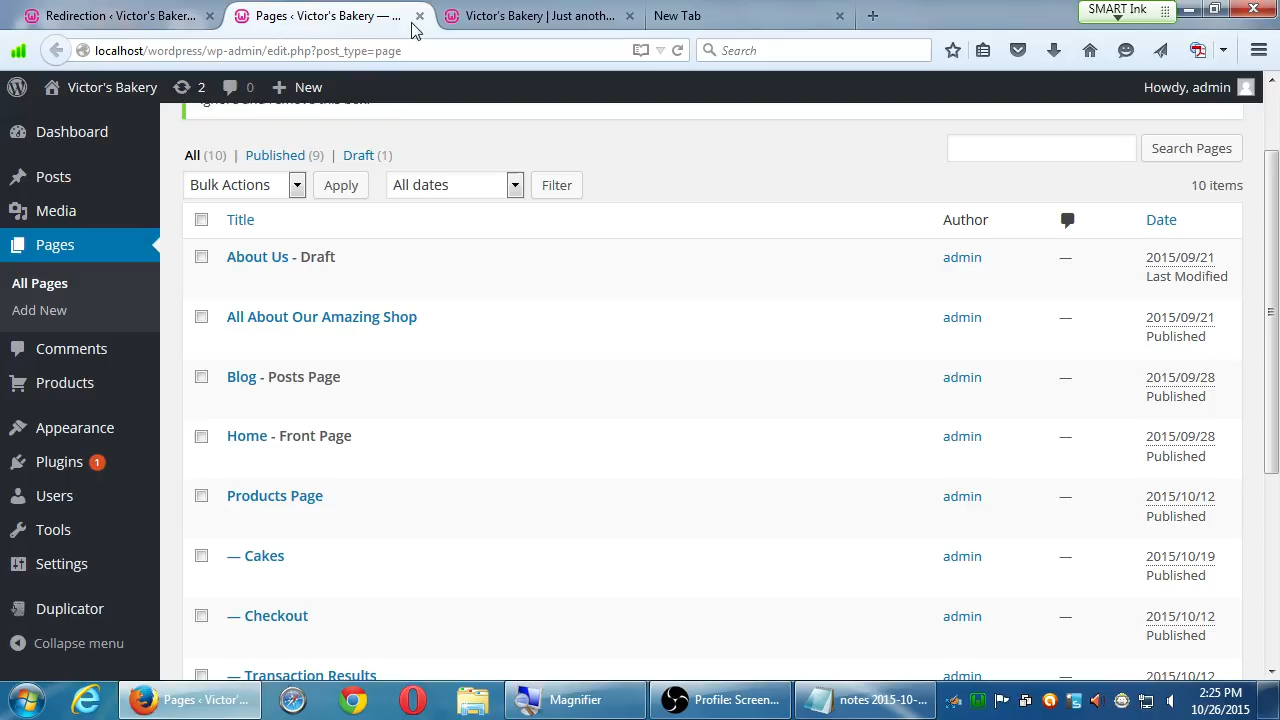 Redirection ‹ Victor's Baker...
Pages ‹ Victor's Bakery — ...
Victor's Bakery | Just anoth...
New Tab
SMART Ink
localhost/wordpress/wp-admin/edit.php?post_type=page
Search
Victor's Bakery
2
0
New
Howdy, admin
Dashboard
Posts
Media
Pages
All Pages
Add New
Comments
Products
Appearance
Plugins 1
Users
Tools
Settings
Duplicator
Collapse menu
All (10) | Published (9) | Draft (1)
Search Pages
Bulk Actions
Apply
All dates
Filter
10 items
Title
Author
Date
About Us - Draft
admin
—
2015/09/21
Last Modified
All About Our Amazing Shop
admin
—
2015/09/21
Published
Blog - Posts Page
admin
—
2015/09/28
Published
Home - Front Page
admin
—
2015/09/28
Published
Products Page
admin
—
2015/10/12
Published
— Cakes
admin
—
2015/10/19
Published
— Checkout
admin
—
2015/10/12
Published
— Transaction Results
admin
2015/10/12
Pages ‹ Victor'...
Magnifier
Profile: Screen...
notes 2015-10-...
2:25 PM
10/26/2015